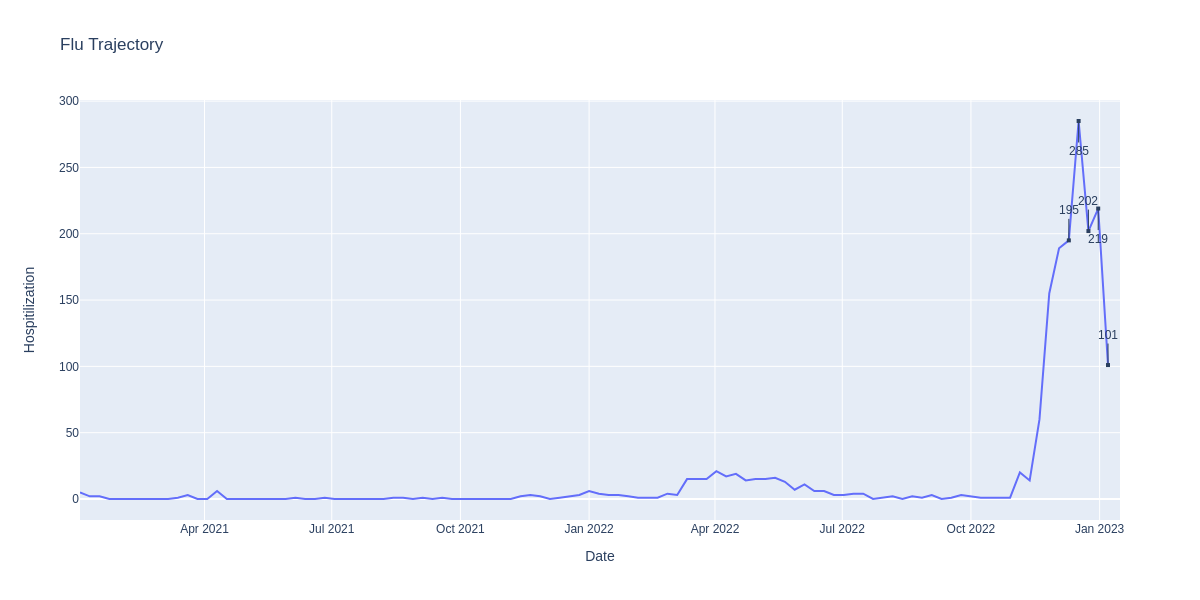 Flu Trajectory
300
250
200
150
100
50
0
Hospitilization
195
285
202
219
101
Apr 2021
Jul 2021
Oct 2021
Jan 2022
Apr 2022
Jul 2022
Oct 2022
Jan 2023
Date